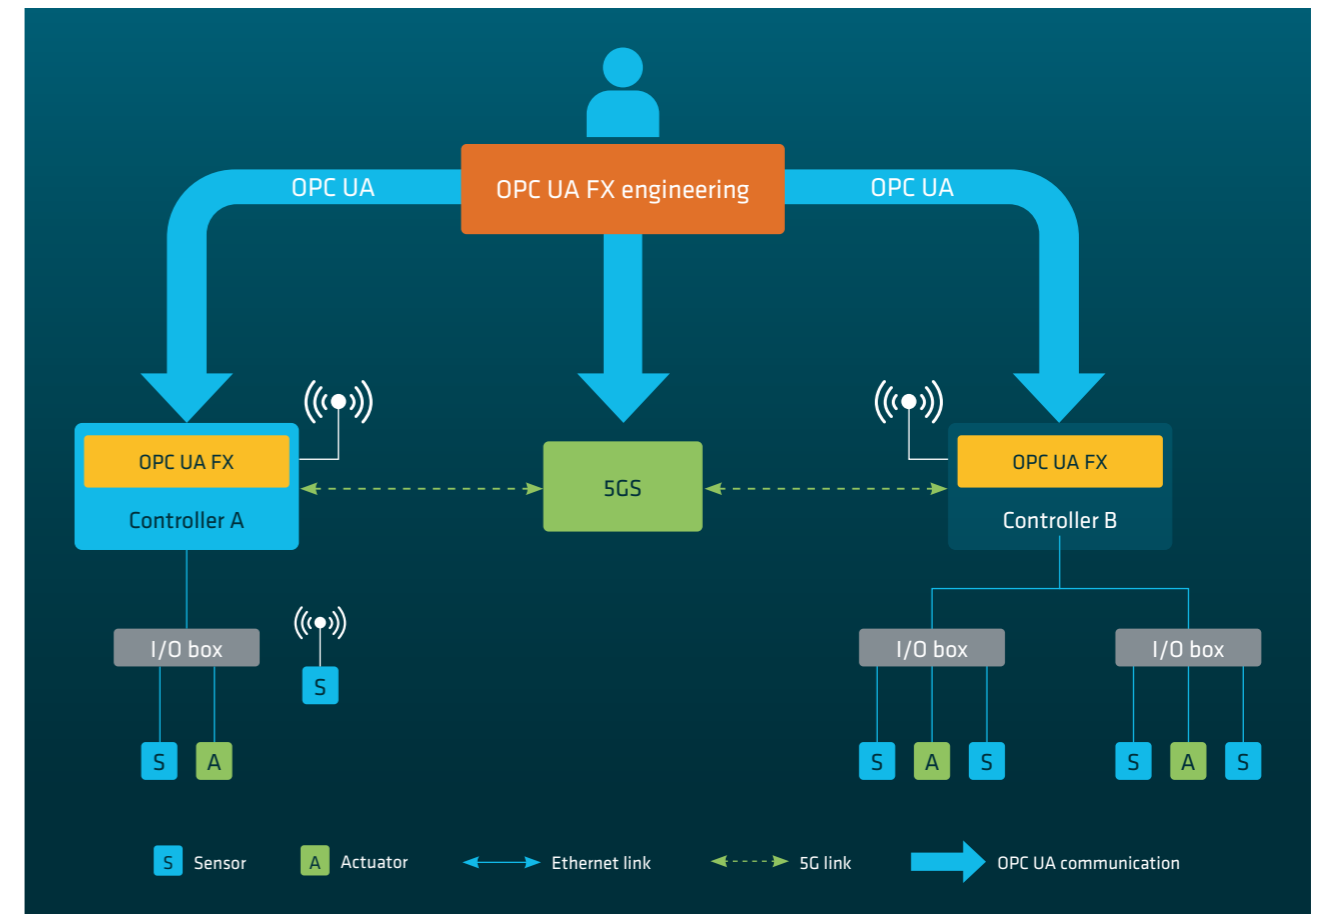 OPC UA
OPC UA FX engineering
OPC UA
OPC UA FX
Controller A
5GS
OPC UA FX
Controller B
I/O box
S
I/O box
I/O box
S
A
S
A
S
S
A
S
S
Sensor
A
Actuator
Ethernet link
5G link
OPC UA communication